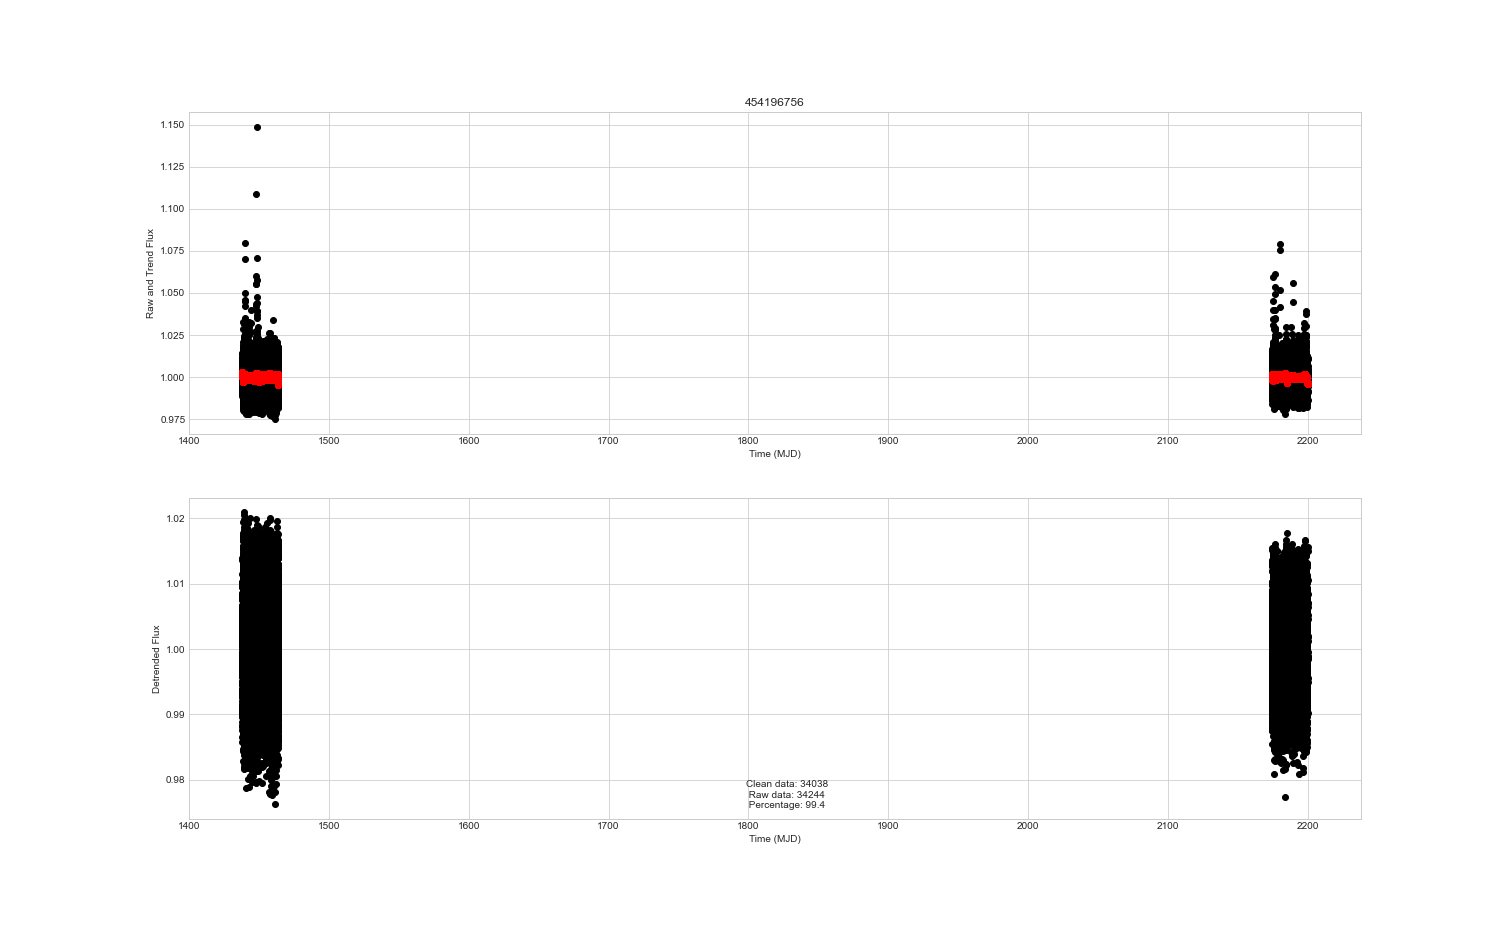 454196756
1.150
1.125
1.100
1.075
1.050
1.025
1.000
0.975
Raw and Trend Flux
1400 1500 1600 1700 1800 1900 2000 2100 2200
Time (MJD)
1.02
1.01
1.00
0.99
0.98
Detrended Flux
Clean data: 34038
Raw data: 34244
Percentage: 99.4
1400 1500 1600 1700 1800 1900 2000 2100 2200
Time (MJD)